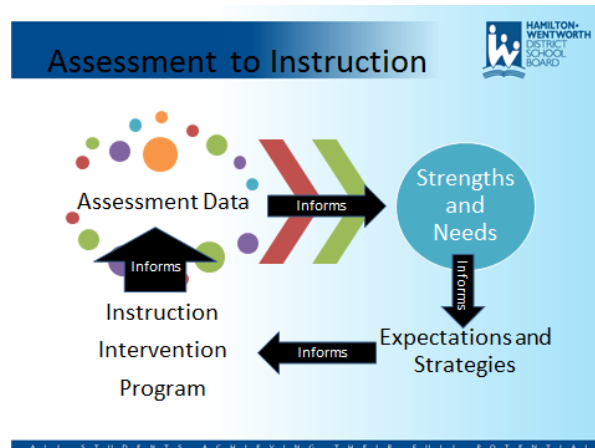 Assessment to Instruction
HAMILTON-
WENTWORTH
DISTRICT
SCHOOL
BOARD
Assessment Data
Informs
Strengths
and
Needs
Informs
Expectations and
Strategies
Informs
Instruction
Intervention
Program
Informs
ALL STUDENTS ACHIEVING THEIR FULL POTENTIAL